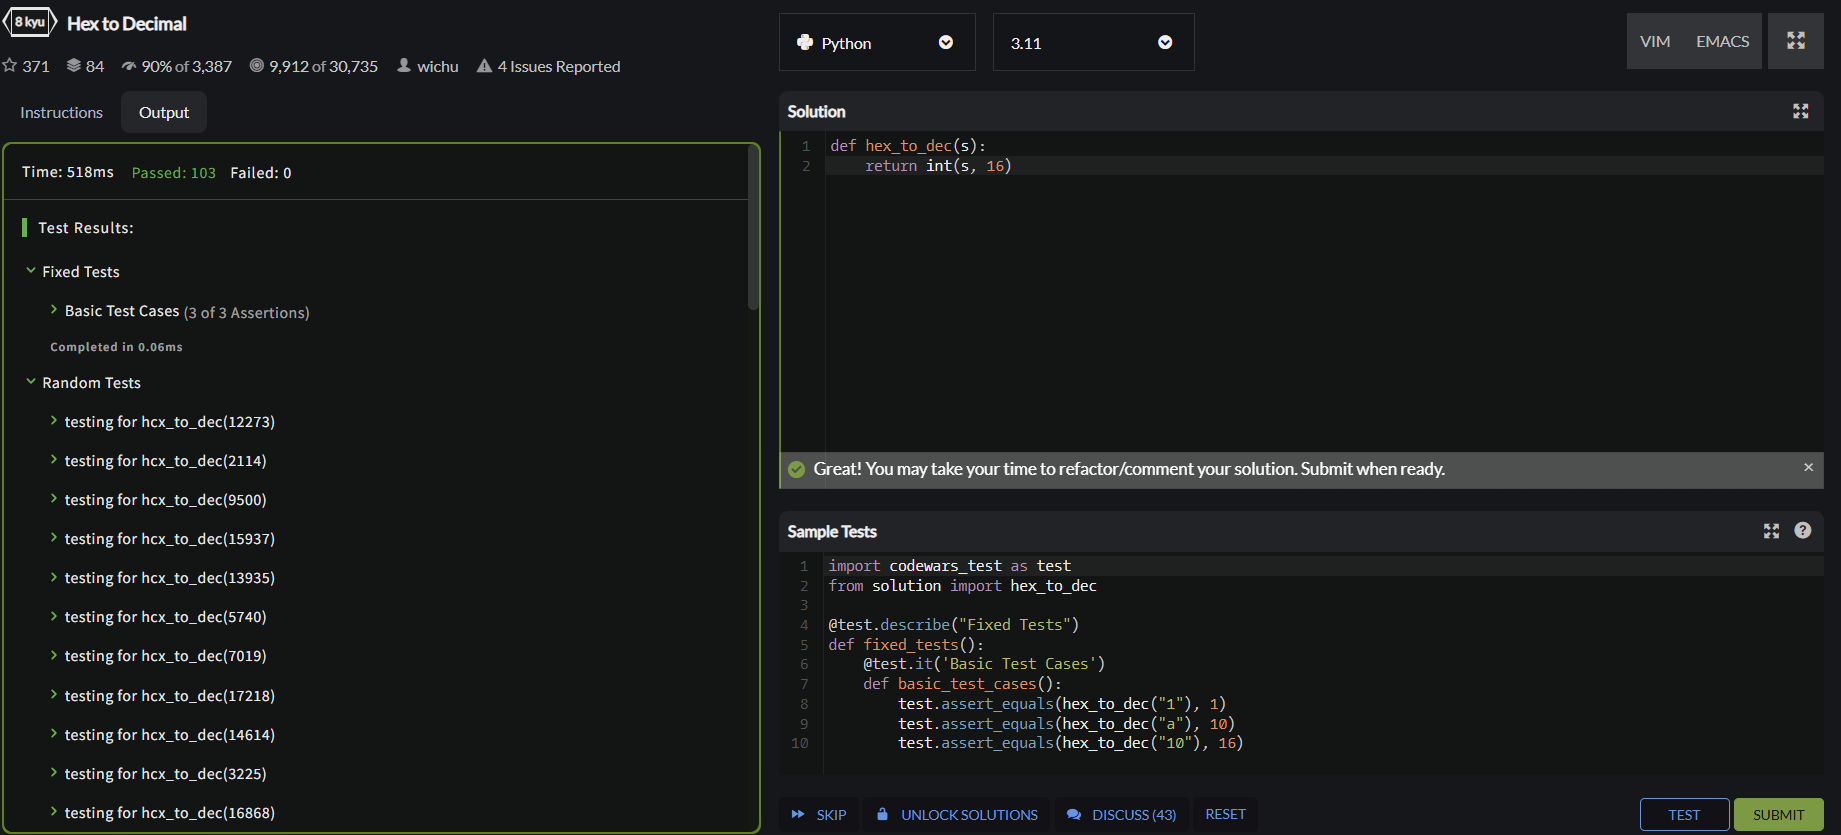 8 kyu Hex to Decimal
371 84 90% of 3,387 9,912 of 30,735 wichu 4 Issues Reported
Instructions Output
Time: 518ms Passed: 103 Failed: 0
Test Results:
Fixed Tests
Basic Test Cases (3 of 3 Assertions)
Completed in 0.06ms
Random Tests
testing for hcx_to_dec(12273)
testing for hcx_to_dec(2114)
testing for hcx_to_dec(9500)
testing for hcx_to_dec(15937)
testing for hcx_to_dec(13935)
testing for hcx_to_dec(5740)
testing for hcx_to_dec(7019)
testing for hcx_to_dec(17218)
testing for hcx_to_dec(14614)
testing for hcx_to_dec(3225)
testing for hcx_to_dec(16868)
Python 3.11 VIM EMACS
Solution
1 def hex_to_dec(s):
2     return int(s, 16)
Great! You may take your time to refactor/comment your solution. Submit when ready. ×
Sample Tests ?
1 import codewars_test as test
2 from solution import hex_to_dec
3
4 @test.describe("Fixed Tests")
5 def fixed_tests():
6     @test.it('Basic Test Cases')
7     def basic_test_cases():
8         test.assert_equals(hex_to_dec("1"), 1)
9         test.assert_equals(hex_to_dec("a"), 10)
10         test.assert_equals(hex_to_dec("10"), 16)
SKIP UNLOCK SOLUTIONS DISCUSS (43) RESET TEST SUBMIT